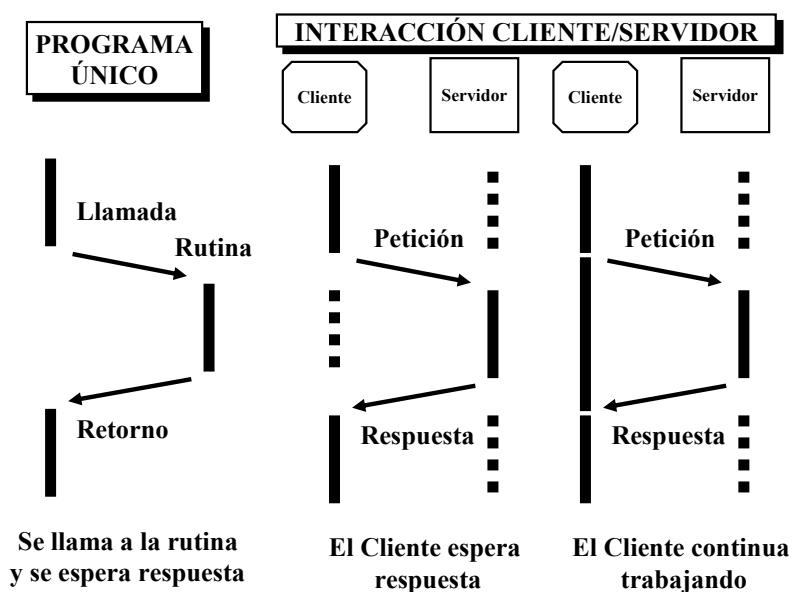 PROGRAMA
ÚNICO
INTERACCIÓN CLIENTE/SERVIDOR
Cliente
Servidor
Cliente
Servidor
Llamada
Rutina
Retorno
Petición
Respuesta
Petición
Respuesta
Se llama a la rutina
y se espera respuesta
El Cliente espera
respuesta
El Cliente continua
trabajando